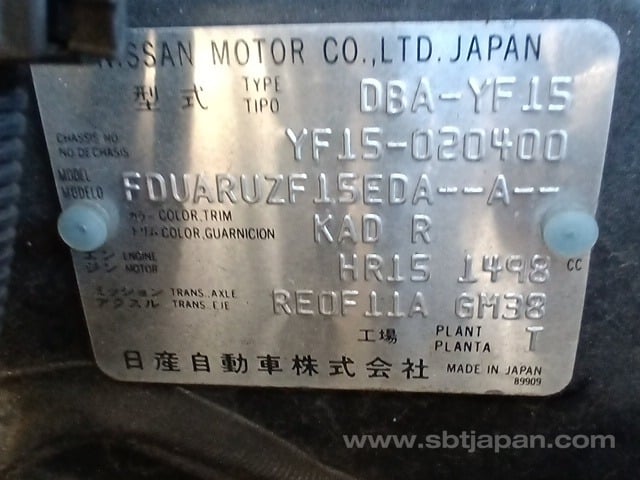 NISSAN MOTOR CO.,LTD. JAPAN
型式 TYPE TIPO DBA-YF15
CHASSIS NO. NO.DE CHASSIS YF15-020400
MODEL MODELO FDUARUZF15EDA--A--
カラー COLOR,TRIM トリム COLOR,GUARNICION KAD R
エンジン ENGINE MOTOR HR15 1498 CC
ミッション アクスル TRANS.,AXLE TRANS.,EJE RE0F11A GM38
工場 PLANT PLANTA T
日産自動車株式会社 MADE IN JAPAN
89909
www.sbtjapan.com